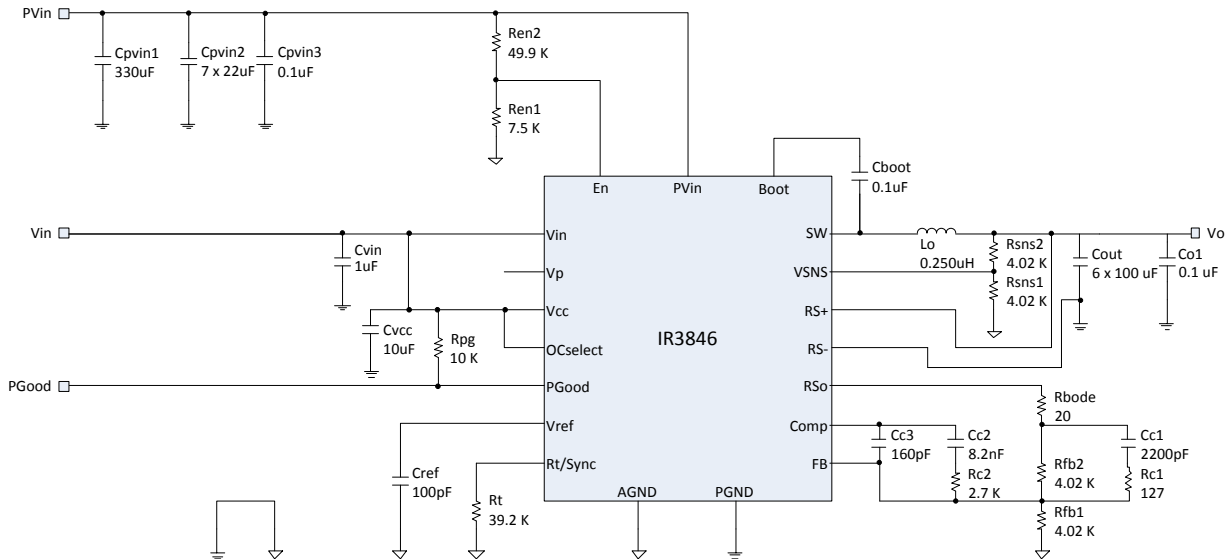 PVin
Cpvin1
330uF
Cpvin2
7 x 22uF
Cpvin3
0.1uF
Ren2
49.9 K
Ren1
7.5 K
Cboot
0.1uF
En
PVin
Boot
Vin
Cvin
1uF
Vin
Vp
Vcc
OCselect
PGood
Vref
Rt/Sync
AGND
PGND
IR3846
SW
VSNS
RS+
RS-
RSo
Comp
FB
Lo
0.250uH
Rsns2
4.02 K
Rsns1
4.02 K
Cout
6 x 100 uF
Co1
0.1 uF
Vo
Cvcc
10uF
Rpg
10 K
PGood
Cref
100pF
Rt
39.2 K
Rbode
20
Cc3
160pF
Cc2
8.2nF
Rc2
2.7 K
Rfb2
4.02 K
Cc1
2200pF
Rc1
127
Rfb1
4.02 K